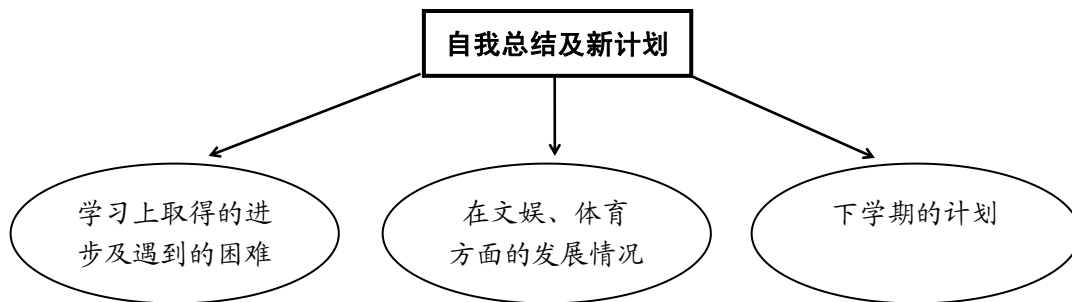 自我总结及新计划
学习上取得的进
步及遇到的困难
在文娱、体育
方面的发展情况
下学期的计划